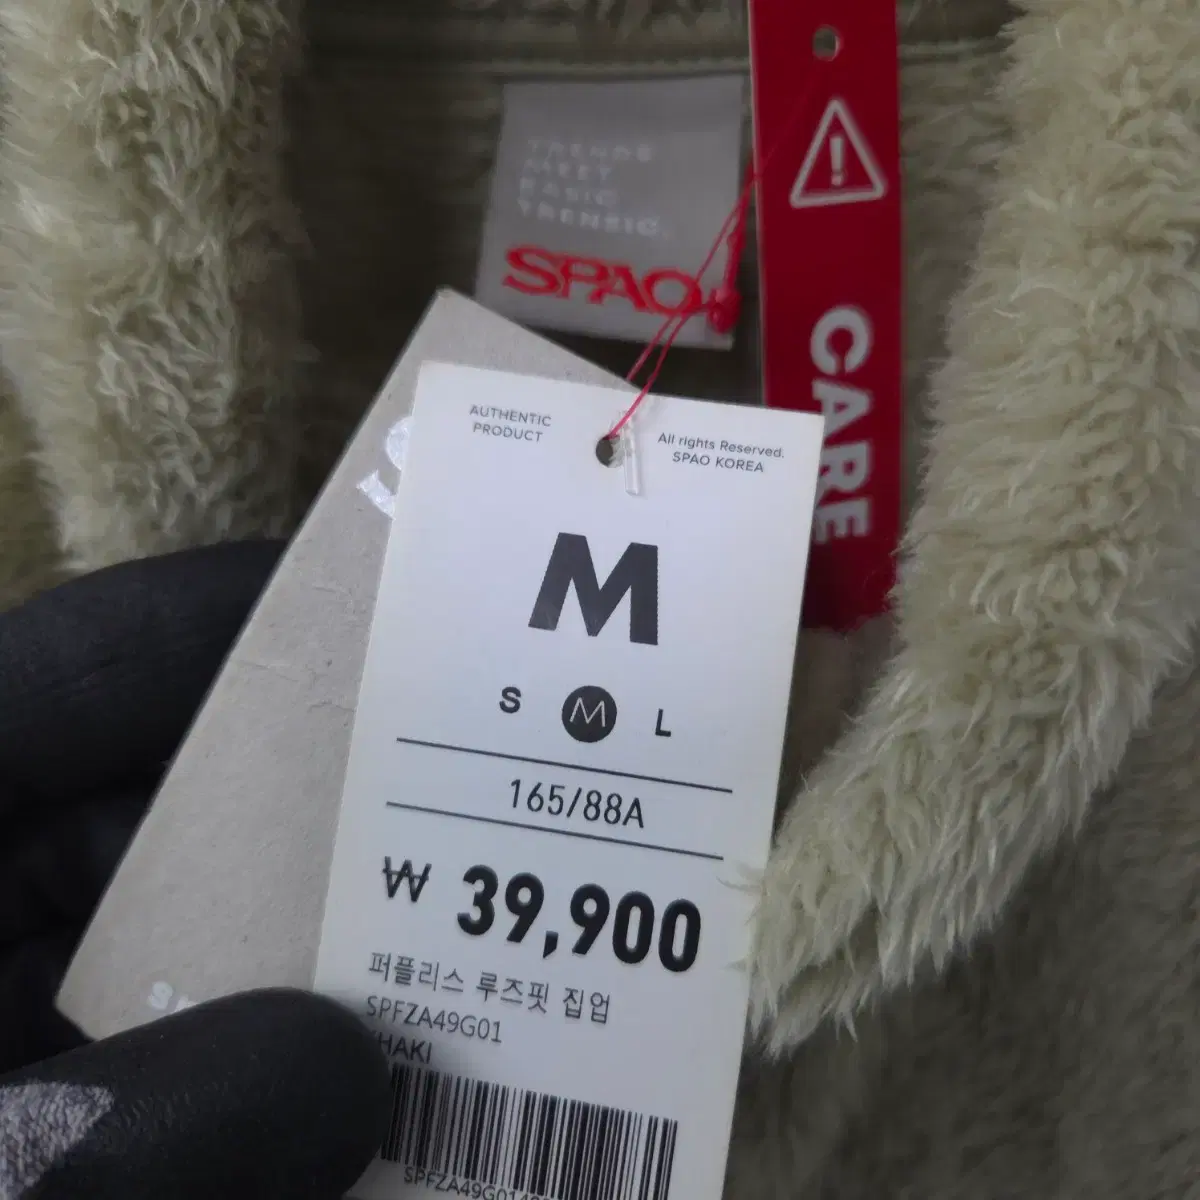 TRENDS
MEET
BASIC
TRENSIC.
SPAO
CARE
AUTHENTIC
PRODUCT
All rights Reserved.
SPAO KOREA
M
S M L
165/88A
₩ 39,900
퍼플리스 루즈핏 집업
SPFZA49G01
HAKI